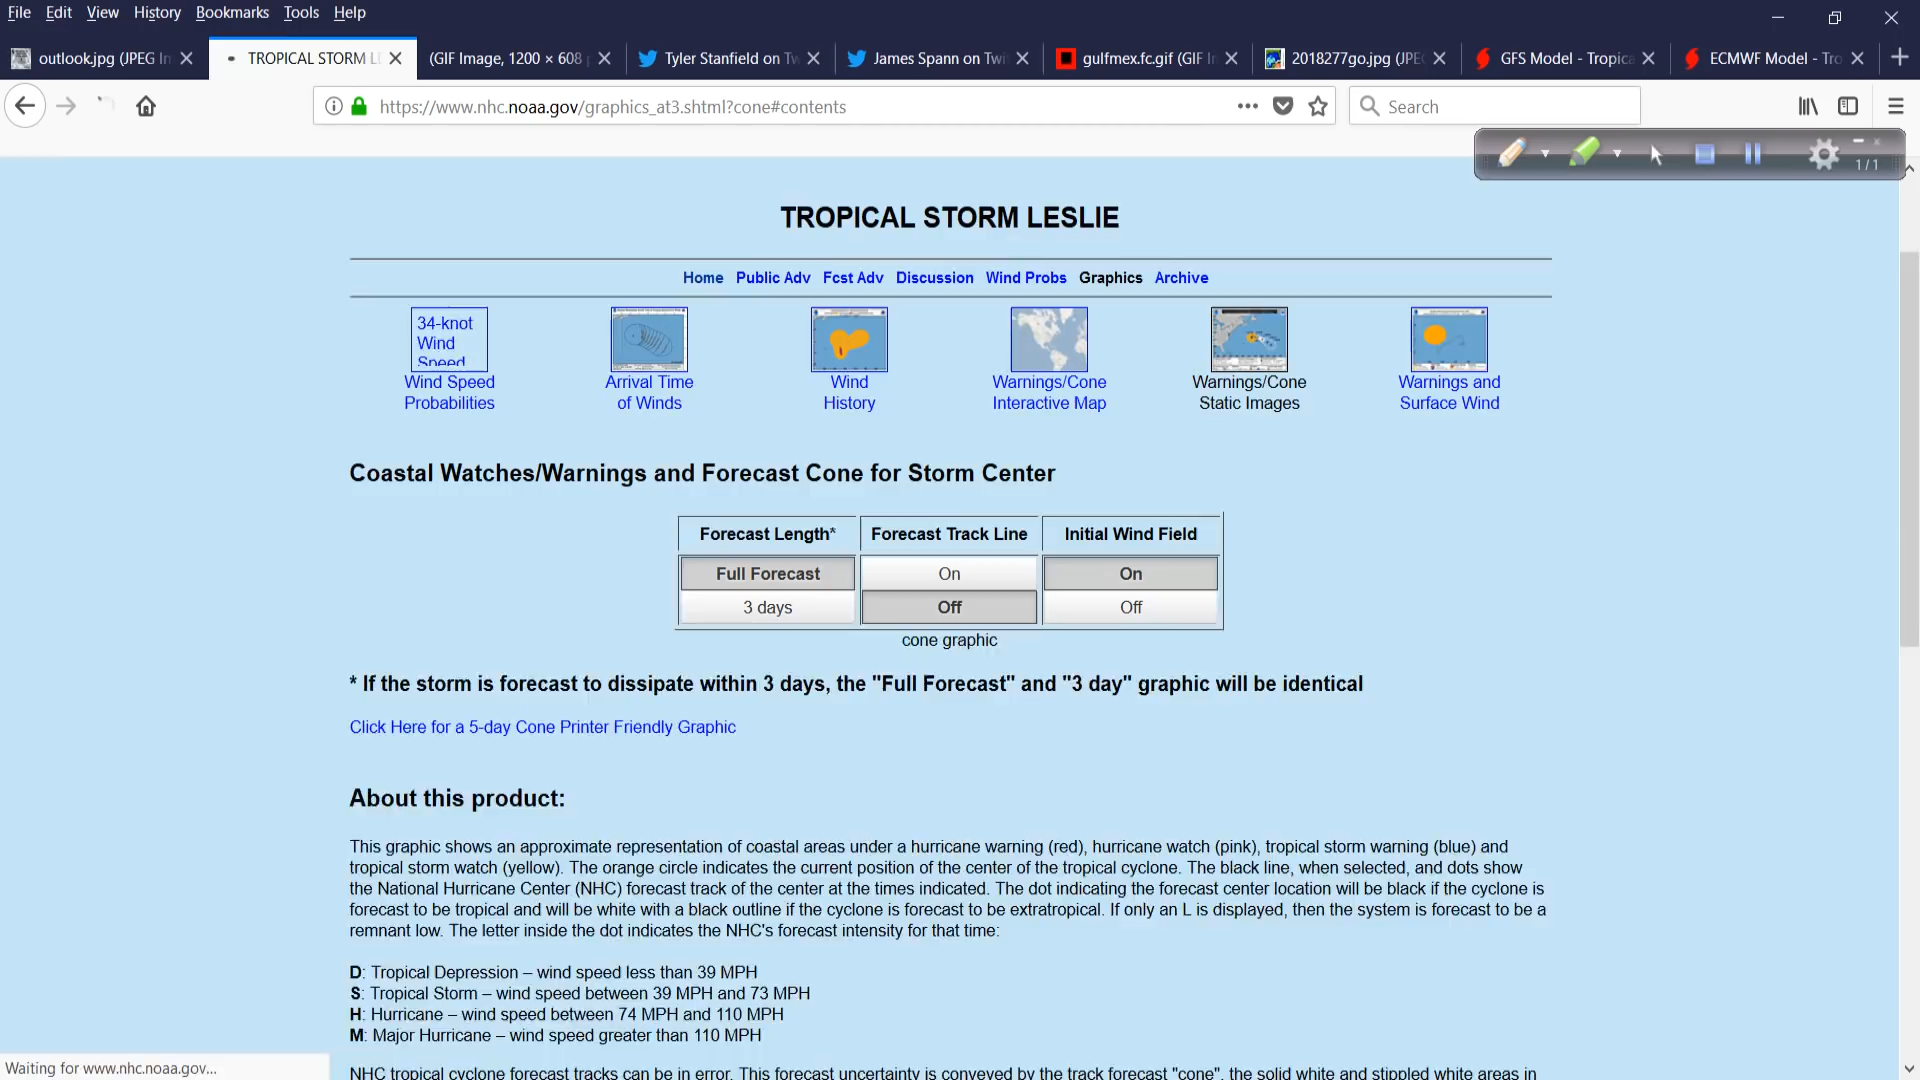 File Edit View History Bookmarks Tools Help
outlook.jpg (JPEG In
TROPICAL STORM L
(GIF Image, 1200 × 608
Tyler Stanfield on Tw
James Spann on Twi
gulfmex.fc.gif (GIF I
2018277go.jpg (JPE
GFS Model - Tropica
ECMWF Model - Tro
https://www.nhc.noaa.gov/graphics_at3.shtml?cone#contents
Search
1/1
TROPICAL STORM LESLIE
Home Public Adv Fcst Adv Discussion Wind Probs Graphics Archive
34-knot
Wind
Speed
Wind Speed
Probabilities
Arrival Time
of Winds
Wind
History
Warnings/Cone
Interactive Map
Warnings/Cone
Static Images
Warnings and
Surface Wind
Coastal Watches/Warnings and Forecast Cone for Storm Center
Forecast Length* Forecast Track Line Initial Wind Field
Full Forecast On On
3 days Off Off
cone graphic
* If the storm is forecast to dissipate within 3 days, the "Full Forecast" and "3 day" graphic will be identical
Click Here for a 5-day Cone Printer Friendly Graphic
About this product:
This graphic shows an approximate representation of coastal areas under a hurricane warning (red), hurricane watch (pink), tropical storm warning (blue) and
tropical storm watch (yellow). The orange circle indicates the current position of the center of the tropical cyclone. The black line, when selected, and dots show
the National Hurricane Center (NHC) forecast track of the center at the times indicated. The dot indicating the forecast center location will be black if the cyclone is
forecast to be tropical and will be white with a black outline if the cyclone is forecast to be extratropical. If only an L is displayed, then the system is forecast to be a
remnant low. The letter inside the dot indicates the NHC's forecast intensity for that time:
D: Tropical Depression – wind speed less than 39 MPH
S: Tropical Storm – wind speed between 39 MPH and 73 MPH
H: Hurricane – wind speed between 74 MPH and 110 MPH
M: Major Hurricane – wind speed greater than 110 MPH
NHC tropical cyclone forecast tracks can be in error. This forecast uncertainty is conveyed by the track forecast "cone", the solid white and stippled white areas in
Waiting for www.nhc.noaa.gov...